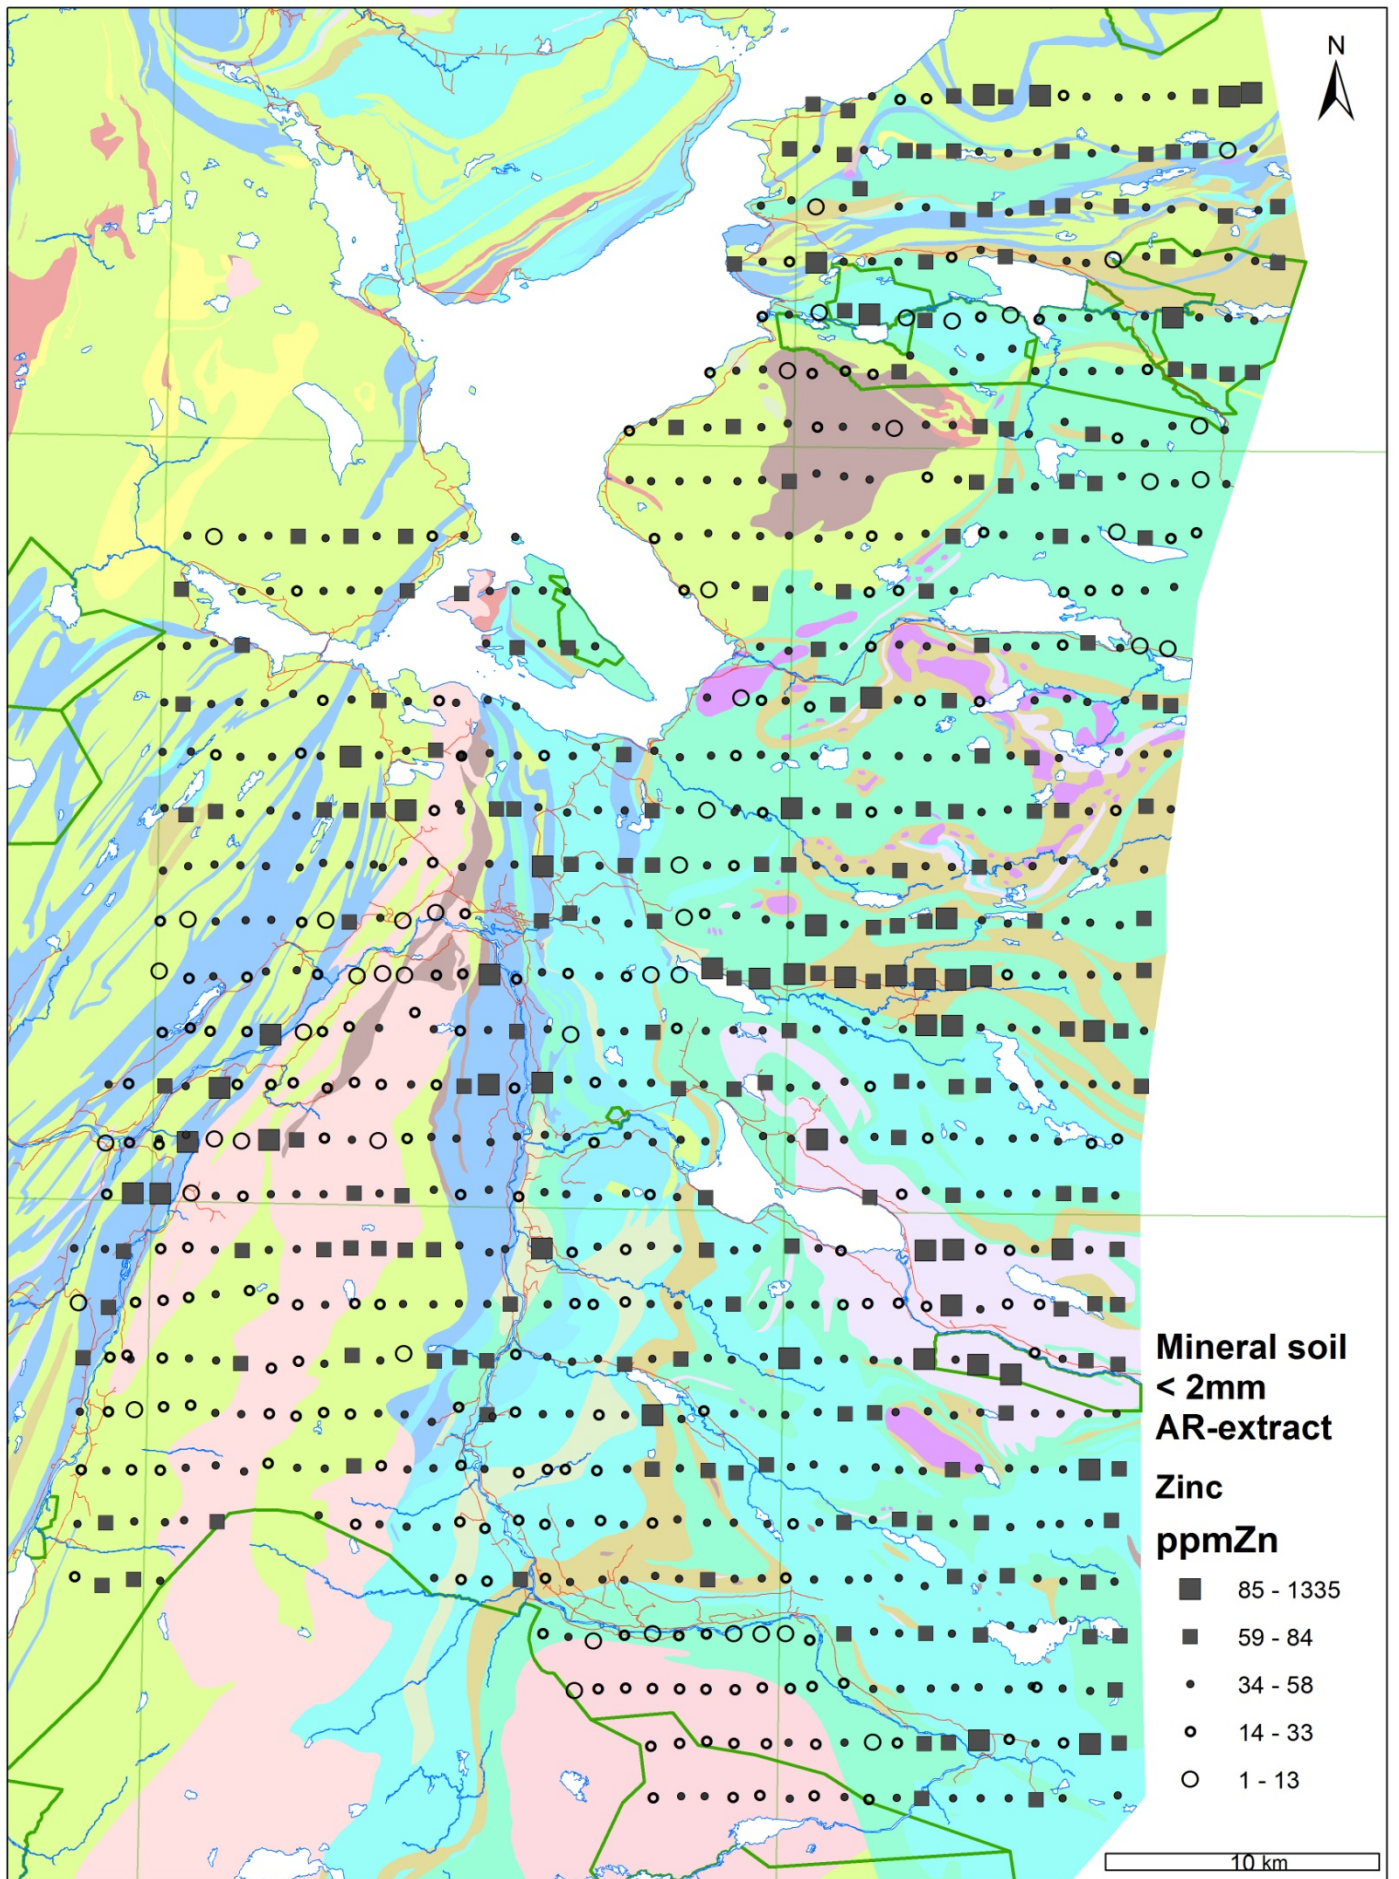 N
Mineral soil
< 2mm
AR-extract
Zinc
ppmZn
85 - 1335
59 - 84
34 - 58
14 - 33
1 - 13
10 km